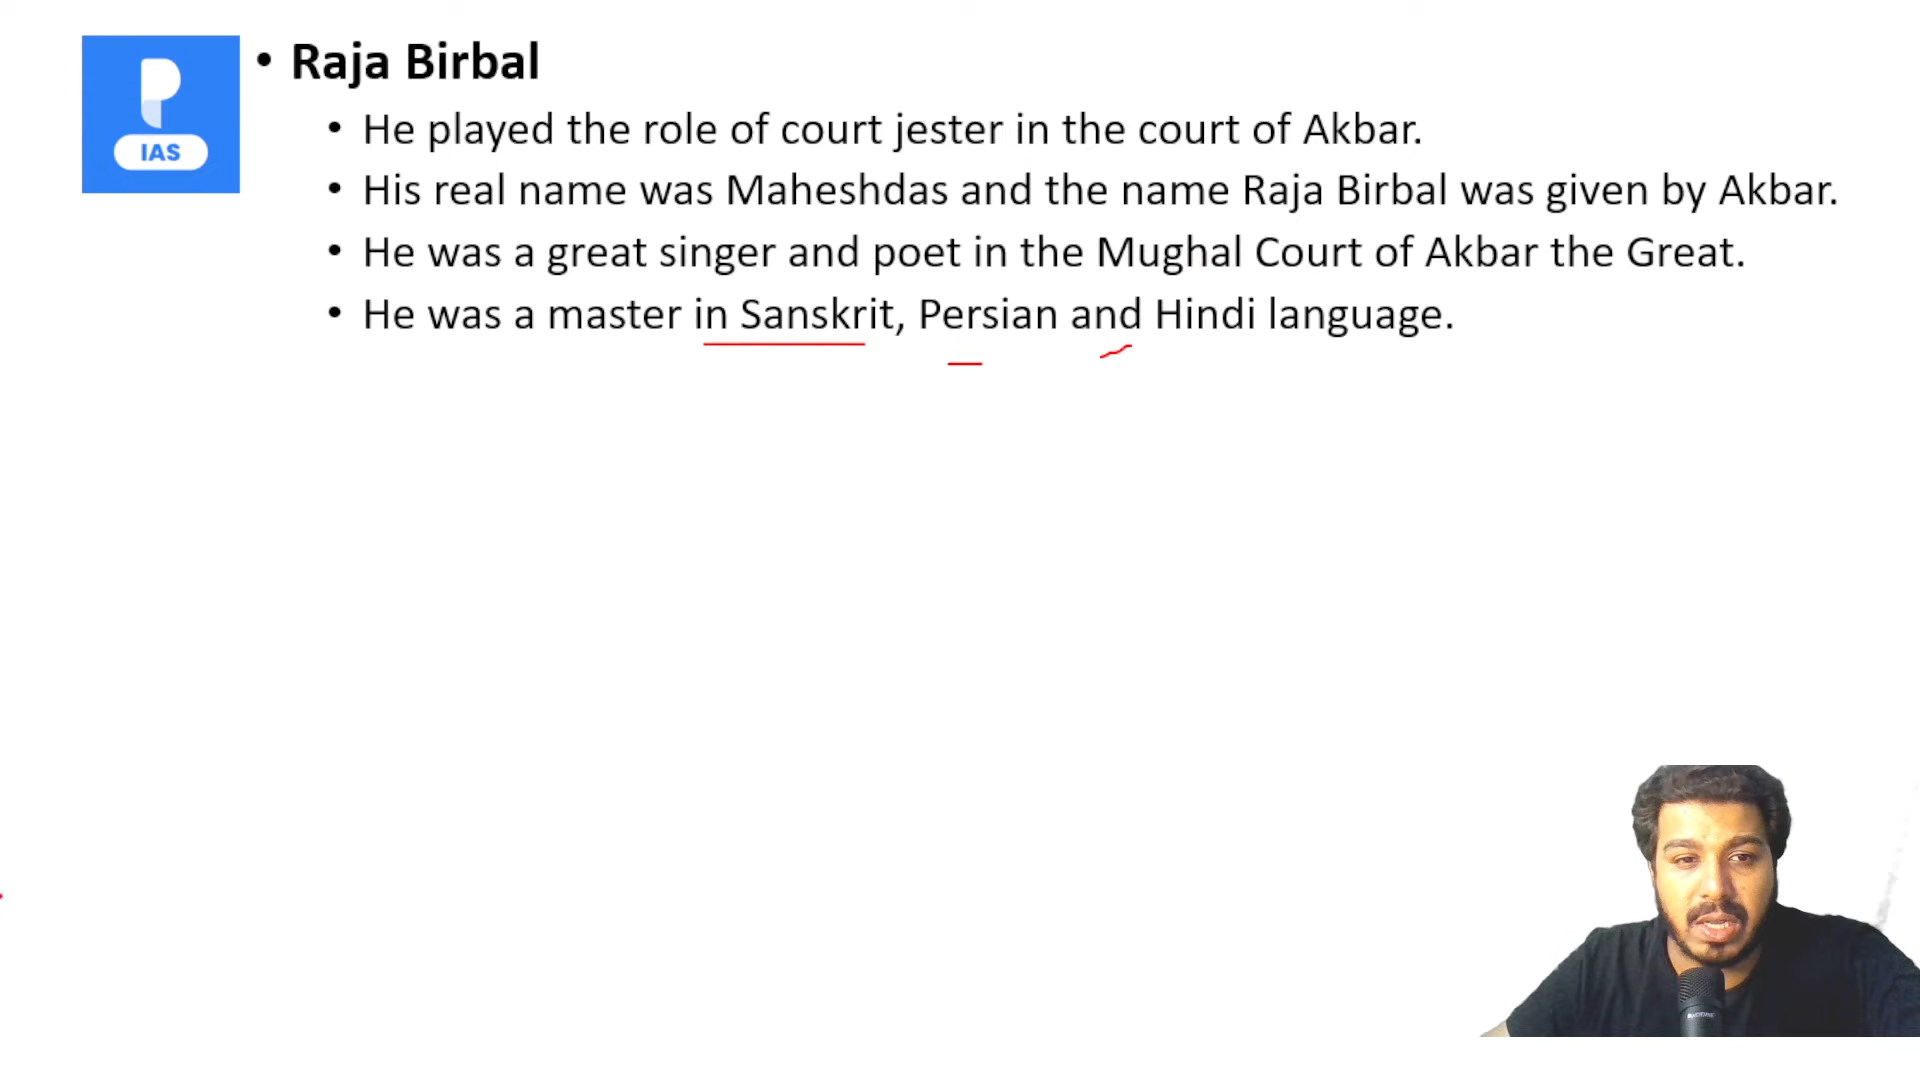 IAS
• Raja Birbal
• He played the role of court jester in the court of Akbar.
• His real name was Maheshdas and the name Raja Birbal was given by Akbar.
• He was a great singer and poet in the Mughal Court of Akbar the Great.
• He was a master in Sanskrit, Persian and Hindi language.